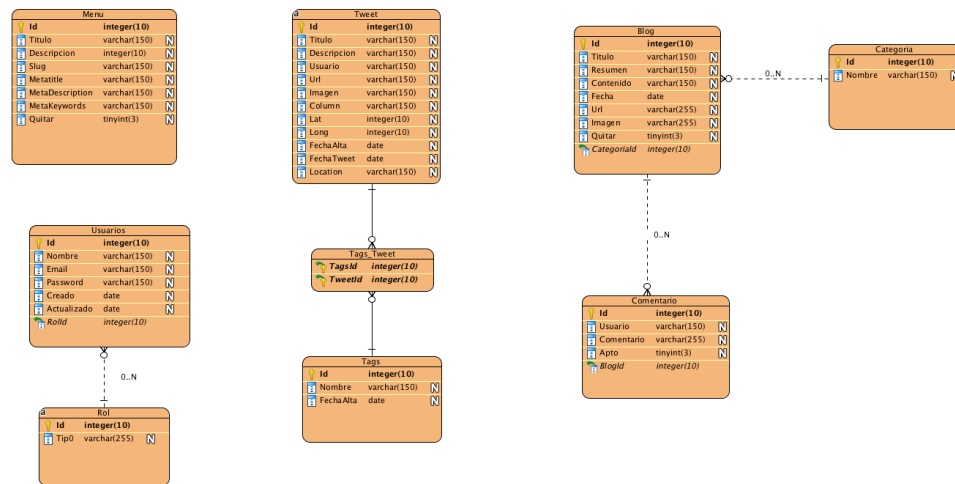 Menu
Id integer(10)
Titulo varchar(150) N
Descripcion integer(10) N
Slug varchar(150) N
Metatitle varchar(150) N
MetaDescription varchar(150) N
MetaKeywords varchar(150) N
Quitar tinyint(3) N
a
Tweet
Id integer(10)
Titulo varchar(150) N
Descripcion varchar(150) N
Usuario varchar(150) N
Url varchar(150) N
Imagen varchar(150) N
Column varchar(150) N
Lat integer(10) N
Long integer(10) N
FechaAlta date N
FechaTweet date N
Location varchar(150) N
Blog
Id integer(10)
Titulo varchar(150) N
Resumen varchar(150) N
Contenido varchar(150) N
Fecha date N
Url varchar(255) N
Imagen varchar(255) N
Quitar tinyint(3) N
CategoriaId integer(10)
0..N
Categoria
Id integer(10)
Nombre varchar(150) N
Usuarios
Id integer(10)
Nombre varchar(150) N
Email varchar(150) N
Password varchar(150) N
Creado date N
Actualizado date N
RolId integer(10)
0..N
a
Rol
Id integer(10)
Tip0 varchar(255) N
Tags_Tweet
TagsId integer(10)
TweetId integer(10)
Tags
Id integer(10)
Nombre varchar(150) N
FechaAlta date N
0..N
Comentario
Id integer(10)
Usuario varchar(150) N
Comentario varchar(255) N
Apto tinyint(3) N
BlogId integer(10)